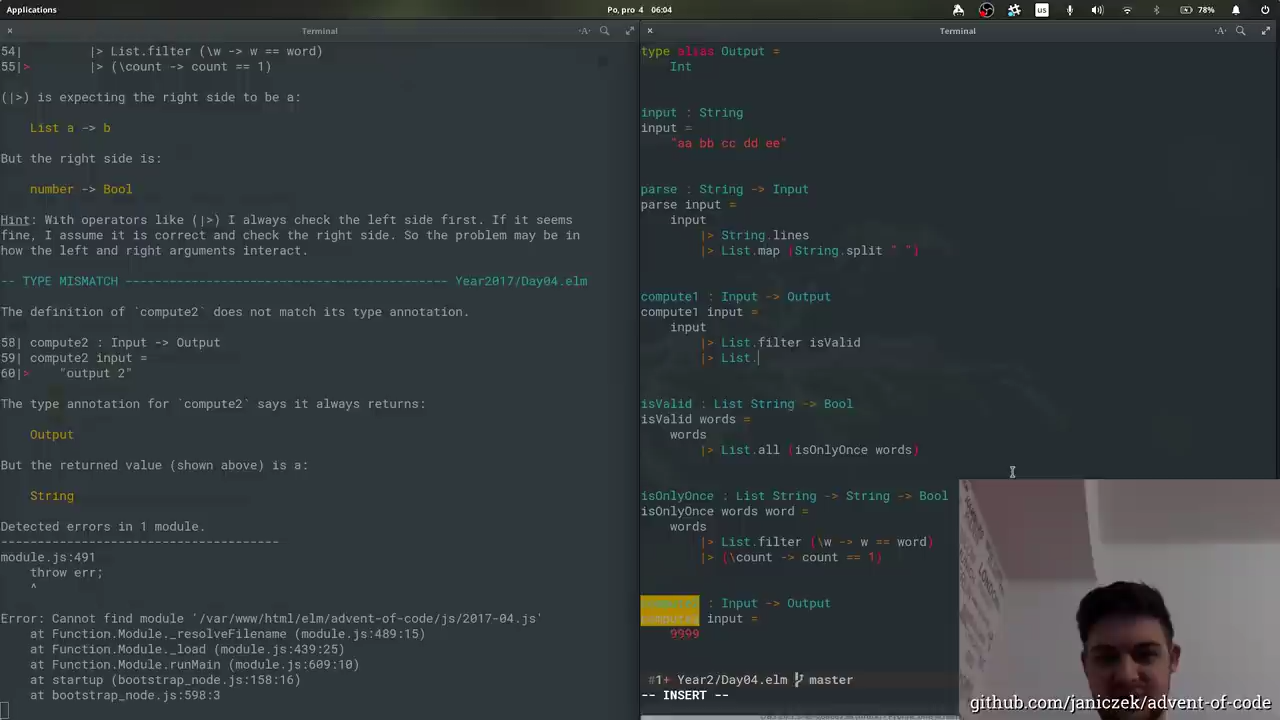 Applications
Po, pro 4 06:04
us
78%
Terminal
-A-
54|        |> List.filter (\w -> w == word)
55|>        |> (\count -> count == 1)
(|>) is expecting the right side to be a:
List a -> b
But the right side is:
number -> Bool
Hint: With operators like (|>) I always check the left side first. If it seems
fine, I assume it is correct and check the right side. So the problem may be in
how the left and right arguments interact.
-- TYPE MISMATCH -------------------------------------------- Year2017/Day04.elm
The definition of `compute2` does not match its type annotation.
58| compute2 : Input -> Output
59| compute2 input =
60|>    "output 2"
The type annotation for `compute2` says it always returns:
Output
But the returned value (shown above) is a:
String
Detected errors in 1 module.
--------------------------------------
module.js:491
throw err;
^
Error: Cannot find module '/var/www/html/elm/advent-of-code/js/2017-04.js'
at Function.Module._resolveFilename (module.js:489:15)
at Function.Module._load (module.js:439:25)
at Function.Module.runMain (module.js:609:10)
at startup (bootstrap_node.js:158:16)
at bootstrap_node.js:598:3
Terminal
-A-
type alias Output =
Int
input : String
input =
"aa bb cc dd ee"
parse : String -> Input
parse input =
input
|> String.lines
|> List.map (String.split " ")
compute1 : Input -> Output
compute1 input =
input
|> List.filter isValid
|> List.
isValid : List String -> Bool
isValid words =
words
|> List.all (isOnlyOnce words)
isOnlyOnce : List String -> String -> Bool
isOnlyOnce words word =
words
|> List.filter (\w -> w == word)
|> (\count -> count == 1)
compute2 : Input -> Output
compute2 input =
9999
#1+ Year2/Day04.elm master
-- INSERT --
github.com/janiczek/advent-of-code